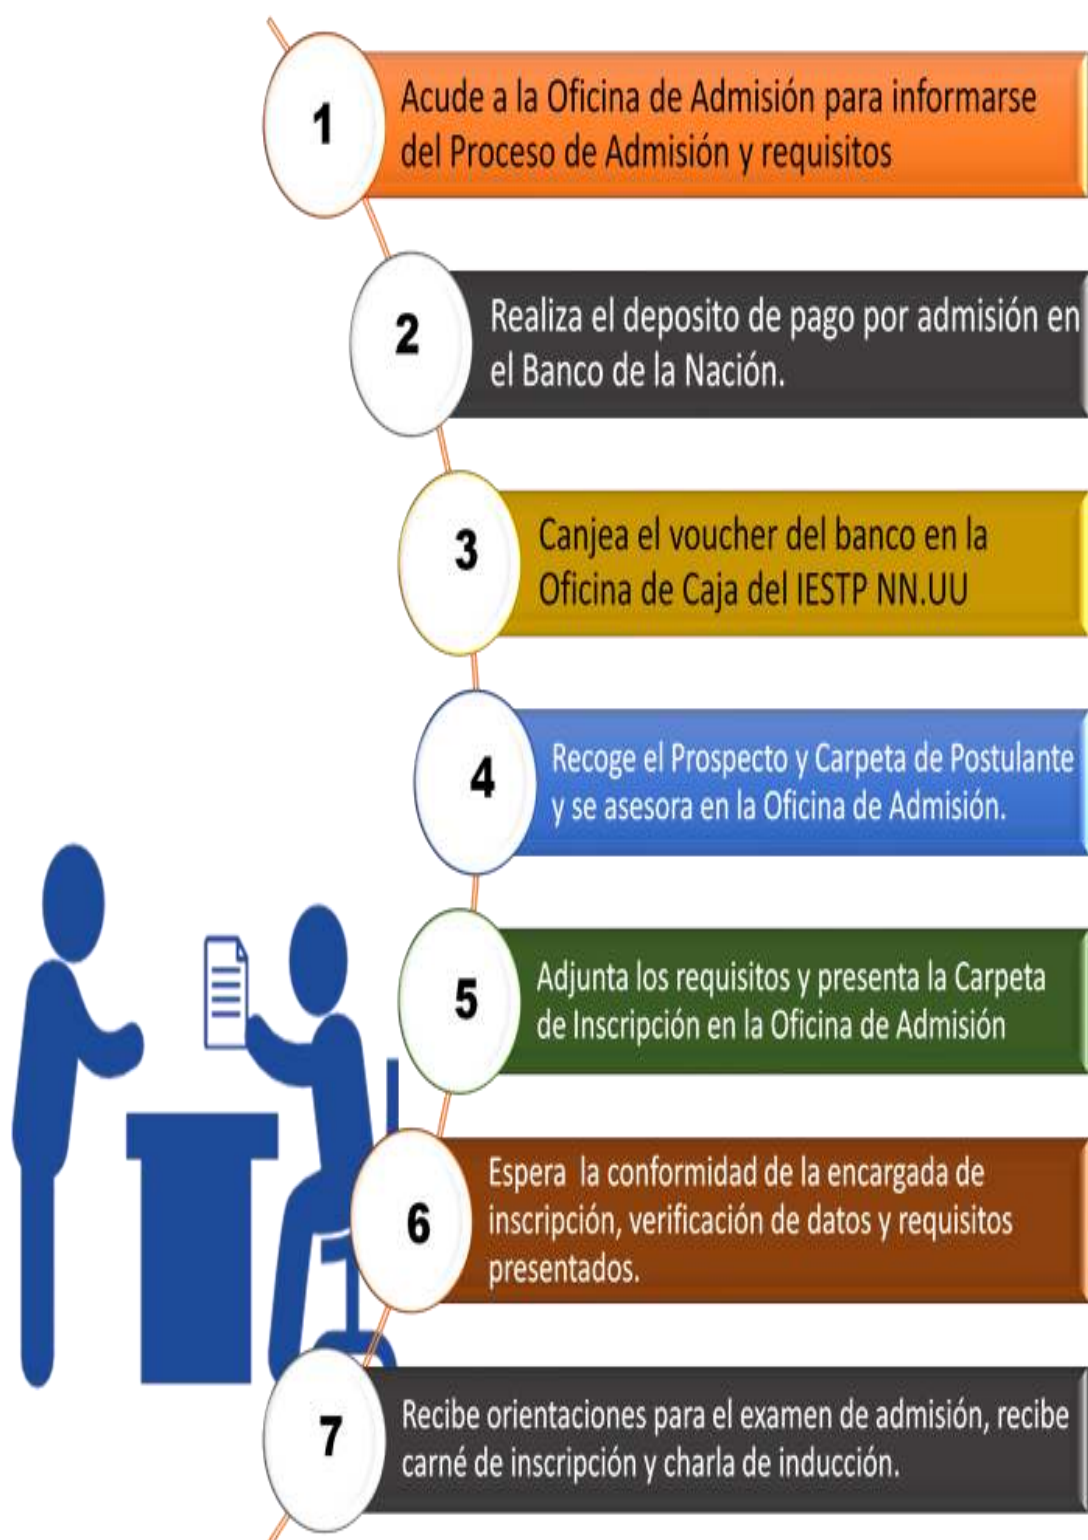 1
Acude a la Oficina de Admisión para informarse
del Proceso de Admisión y requisitos
2
Realiza el deposito de pago por admisión en
el Banco de la Nación.
3
Canjea el voucher del banco en la
Oficina de Caja del IESTP NN.UU
4
Recoge el Prospecto y Carpeta de Postulante
y se asesora en la Oficina de Admisión.
5
Adjunta los requisitos y presenta la Carpeta
de Inscripción en la Oficina de Admisión
6
Espera la conformidad de la encargada de
inscripción, verificación de datos y requisitos
presentados.
7
Recibe orientaciones para el examen de admisión, recibe
carné de inscripción y charla de inducción.